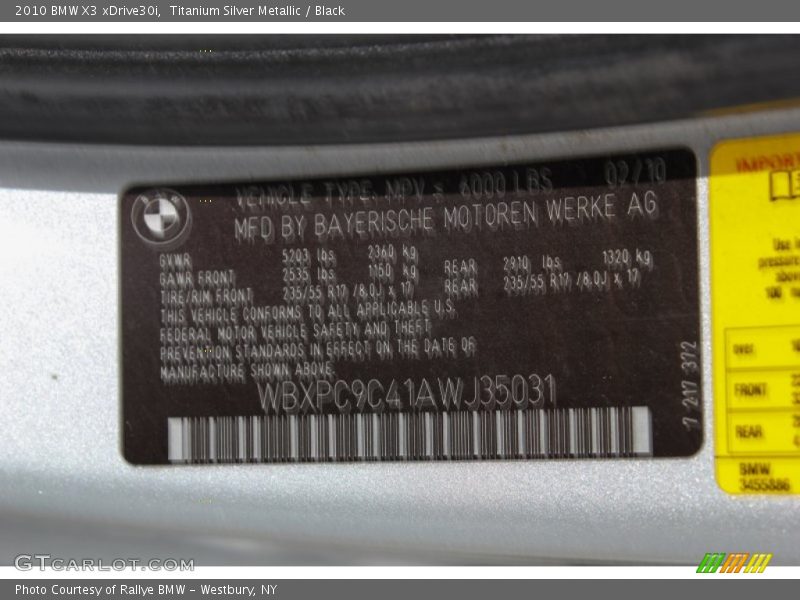 2010 BMW X3 xDrive30i, Titanium Silver Metallic / Black
VEHICLE TYPE: MPV ≤ 6000 LBS 02/10
MFD BY BAYERISCHE MOTOREN WERKE AG
GVWR 5203 lbs 2360 kg
GAWR FRONT 2535 lbs 1150 kg REAR 2910 lbs 1320 kg
TIRE/RIM FRONT 235/55 R17 /8.0J x 17 REAR 235/55 R17 /8.0J x 17
THIS VEHICLE CONFORMS TO ALL APPLICABLE U.S.
FEDERAL MOTOR VEHICLE SAFETY AND THEFT
PREVENTION STANDARDS IN EFFECT ON THE DATE OF
MANUFACTURE SHOWN ABOVE.
WBXPC9C41AWJ35031
7 217 372
IMPORT
FRONT
REAR
BMW
3455886
GTCARLOT.COM
Photo Courtesy of Rallye BMW – Westbury, NY